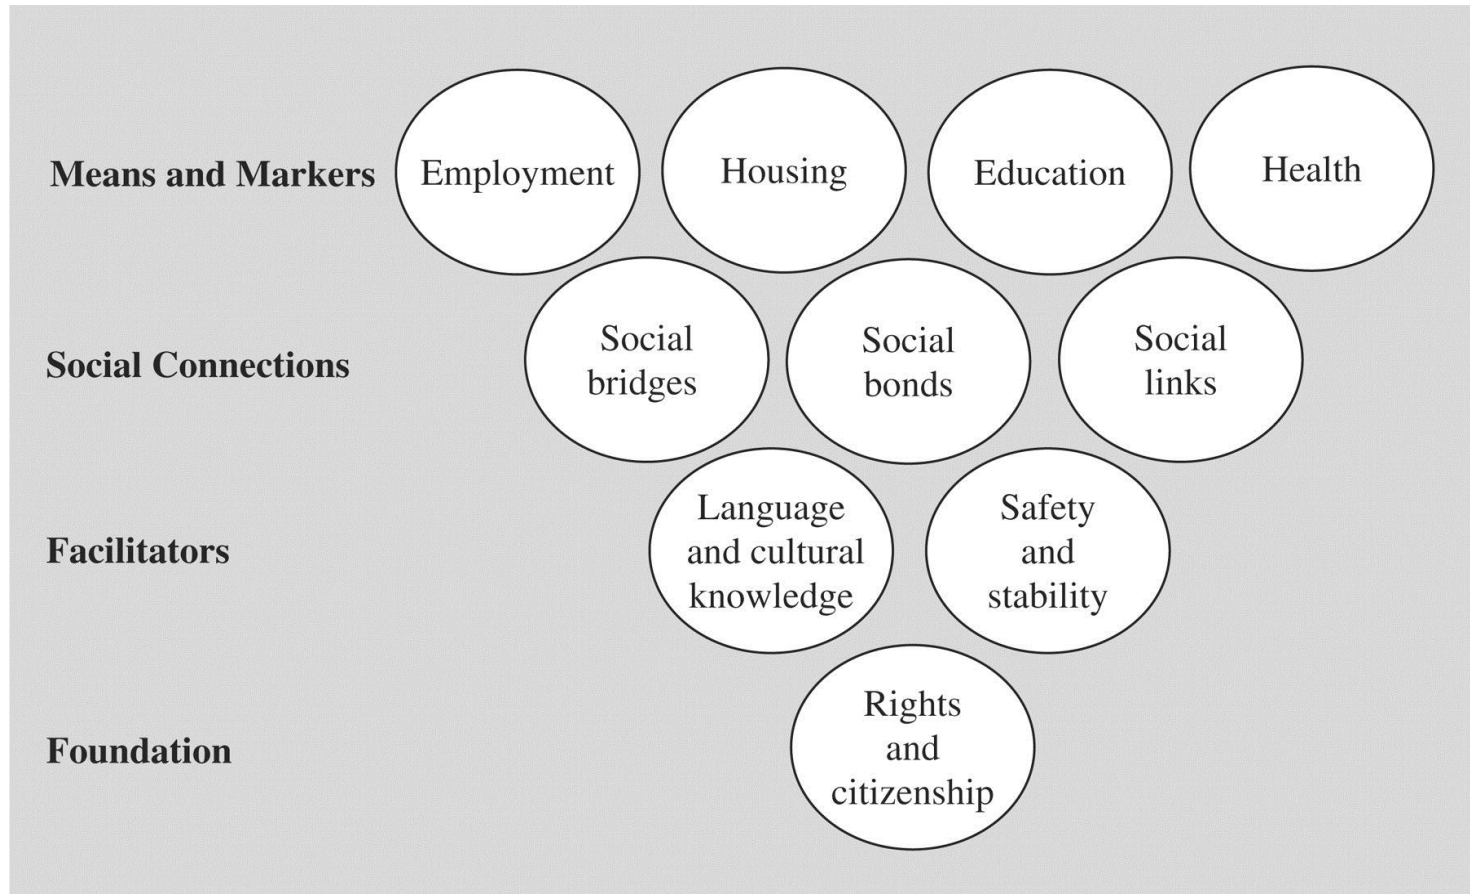 Means and Markers
Employment
Housing
Education
Health
Social Connections
Social
bridges
Social
bonds
Social
links
Facilitators
Language
and cultural
knowledge
Safety
and
stability
Foundation
Rights
and
citizenship